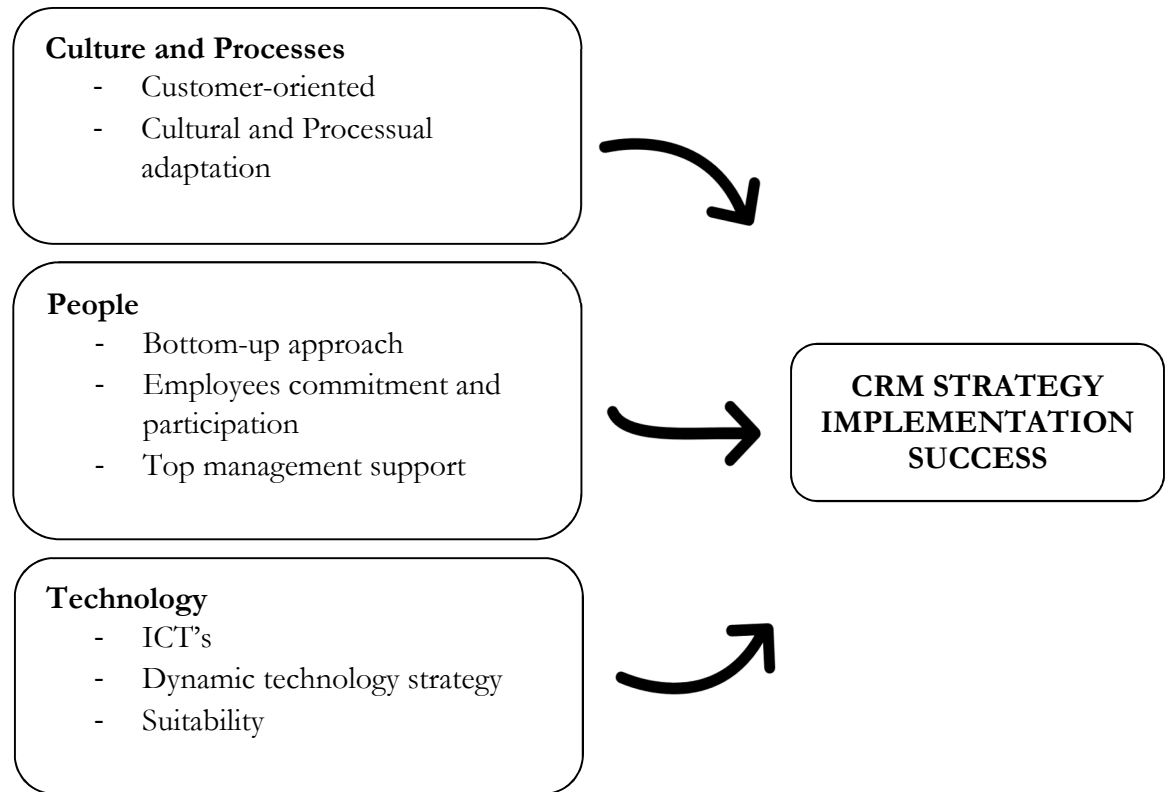 Culture and Processes
- Customer-oriented
- Cultural and Processual
adaptation
People
- Bottom-up approach
- Employees commitment and
participation
- Top management support
Technology
- ICT’s
- Dynamic technology strategy
- Suitability
CRM STRATEGY
IMPLEMENTATION
SUCCESS